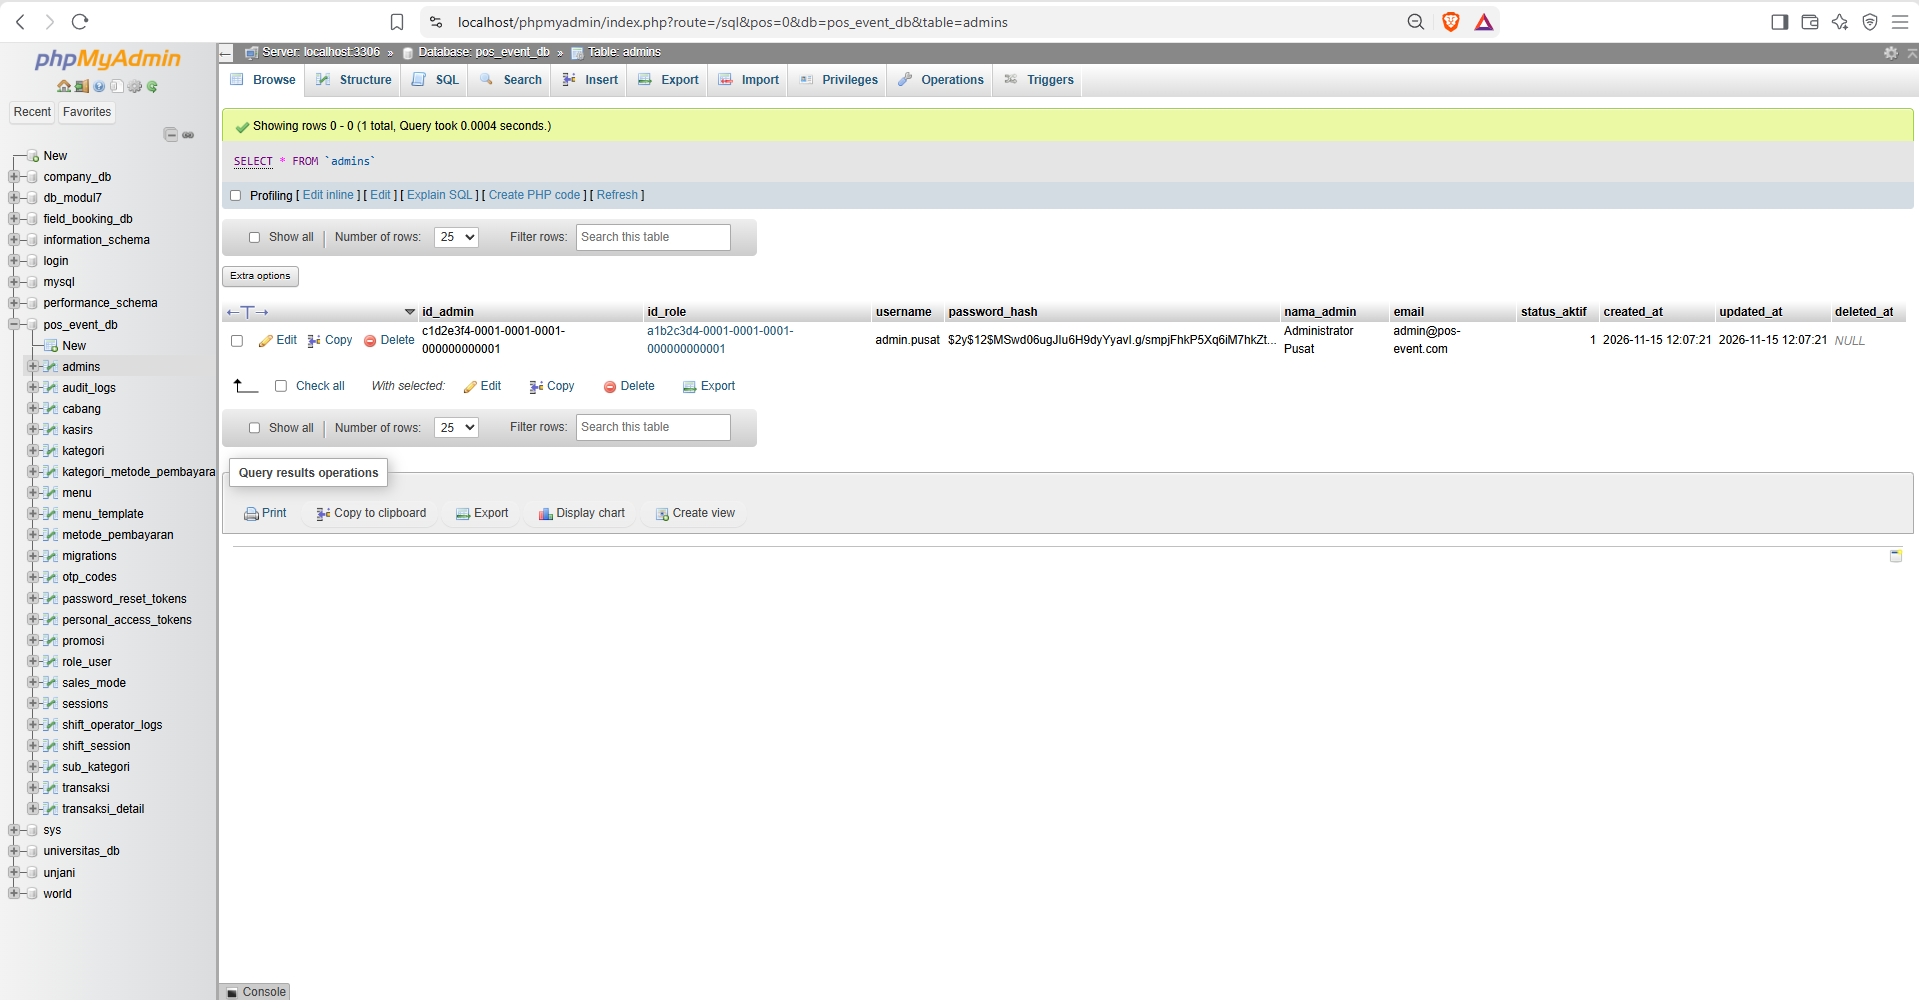 localhost/phpmyadmin/index.php?route=/sql&pos=0&db=pos_event_db&table=admins
phpMyAdmin
Recent
Favorites
New
company_db
db_modul7
field_booking_db
information_schema
login
mysql
performance_schema
pos_event_db
New
admins
audit_logs
cabang
kasirs
kategori
kategori_metode_pembayara
menu
menu_template
metode_pembayaran
migrations
otp_codes
password_reset_tokens
personal_access_tokens
promosi
role_user
sales_mode
sessions
shift_operator_logs
shift_session
sub_kategori
transaksi
transaksi_detail
sys
universitas_db
unjani
world
Server: localhost:3306 » Database: pos_event_db » Table: admins
Browse Structure SQL Search Insert Export Import Privileges Operations Triggers
Showing rows 0 - 0 (1 total, Query took 0.0004 seconds.)
SELECT * FROM `admins`
Profiling [ Edit inline ] [ Edit ] [ Explain SQL ] [ Create PHP code ] [ Refresh ]
Show all | Number of rows: 25 Filter rows: Search this table
Extra options
id_admin id_role username password_hash nama_admin email status_aktif created_at updated_at deleted_at
Edit Copy Delete c1d2e3f4-0001-0001-0001-000000000001 a1b2c3d4-0001-0001-0001-000000000001 admin.pusat $2y$12$MSwd06ugJlu6H9dyYyavl.g/smpjFhkP5Xq6iM7hkZt... Administrator Pusat admin@pos-event.com 1 2026-11-15 12:07:21 2026-11-15 12:07:21 NULL
Check all With selected: Edit Copy Delete Export
Show all | Number of rows: 25 Filter rows: Search this table
Query results operations
Print Copy to clipboard Export Display chart Create view
Console